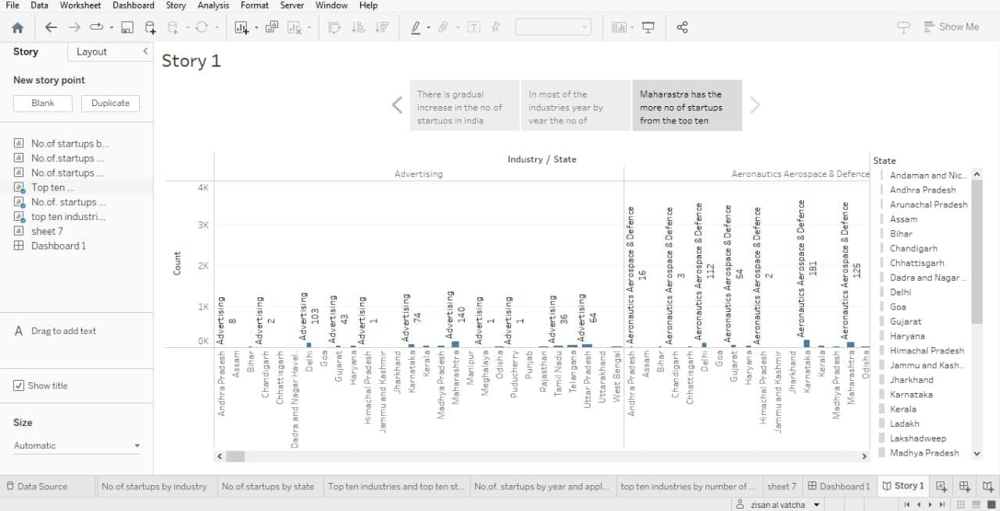 File Data Worksheet Dashboard Story Analysis Format Server Window Help
Show Me
Story Layout
New story point
Blank Duplicate
No.of startups b...
No.of.startups ...
No.of.startups ...
Top ten ...
No.of. startups ...
top ten industri...
sheet 7
Dashboard 1
A Drag to add text
Show title
Size
Automatic
Story 1
There is gradual
increase in the no.of
startups in india
In most of the
industries year by
year the no of
Maharastra has the
more no of startups
from the top ten
Industry / State
Advertising
Aeronautics Aerospace & Defence
Count
4K
3K
2K
1K
0K
Advertising 8
Advertising 2
Advertising 103
Advertising 43
Advertising 1
Advertising 74
Advertising 140
Advertising 1
Advertising 1
Advertising 36
Advertising 64
Aeronautics Aerospace & Defence 16
Aeronautics Aerospace & Defence 3
Aeronautics Aerospace & Defence 112
Aeronautics Aerospace & Defence 54
Aeronautics Aerospace & Defence 2
Aeronautics Aerospace & Defence 181
Aeronautics Aerospace & Defence 125
Andhra Pradesh
Assam
Bihar
Chandigarh
Chhattisgarh
Dadra and Nagar Havel..
Delhi
Goa
Gujarat
Haryana
Himachal Pradesh
Jammu and Kashmir
Jharkhand
Karnataka
Kerala
Madhya Pradesh
Maharashtra
Manipur
Meghalaya
Odisha
Puducherry
Punjab
Rajasthan
Tamil Nadu
Telangana
Uttar Pradesh
Uttarakhand
West Bengal
Andhra Pradesh
Assam
Bihar
Chandigarh
Chhattisgarh
Delhi
Goa
Gujarat
Haryana
Himachal Pradesh
Jammu and Kashmir
Jharkhand
Karnataka
Kerala
Madhya Pradesh
Maharashtra
Odisha
State
Andaman and Nic..
Andhra Pradesh
Arunachal Pradesh
Assam
Bihar
Chandigarh
Chhattisgarh
Dadra and Nagar ..
Delhi
Goa
Gujarat
Haryana
Himachal Pradesh
Jammu and Kash..
Jharkhand
Karnataka
Kerala
Ladakh
Lakshadweep
Madhya Pradesh
Data Source No.of.startups by industry No.of.startups by state Top ten industries and top ten st... No.of. startups by year and appl... top ten industries by number of ... sheet 7 Dashboard 1 Story 1
zisan al vatcha